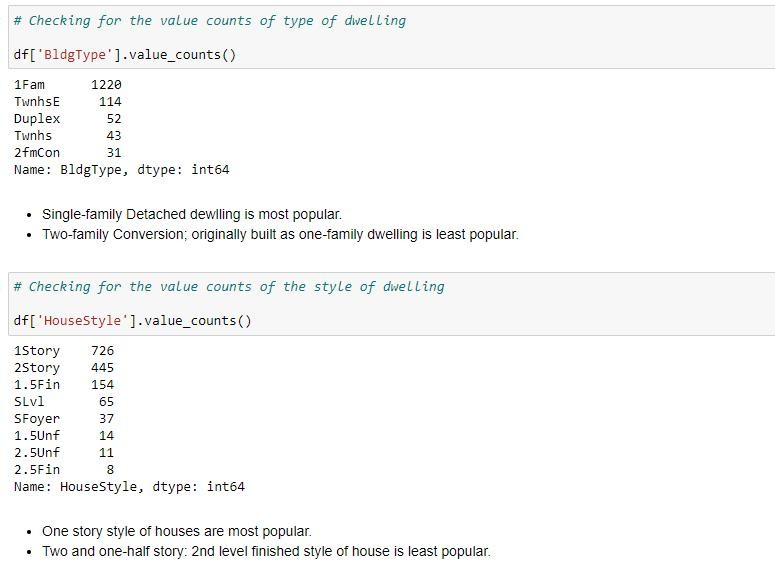 # Checking for the value counts of type of dwelling
df['BldgType'].value_counts()
1Fam 1220
TwnhsE 114
Duplex 52
Twnhs 43
2fmCon 31
Name: BldgType, dtype: int64
• Single-family Detached dewlling is most popular.
• Two-family Conversion; originally built as one-family dwelling is least popular.
# Checking for the value counts of the style of dwelling
df['HouseStyle'].value_counts()
1Story 726
2Story 445
1.5Fin 154
SLvl 65
SFoyer 37
1.5Unf 14
2.5Unf 11
2.5Fin 8
Name: HouseStyle, dtype: int64
• One story style of houses are most popular.
• Two and one-half story: 2nd level finished style of house is least popular.